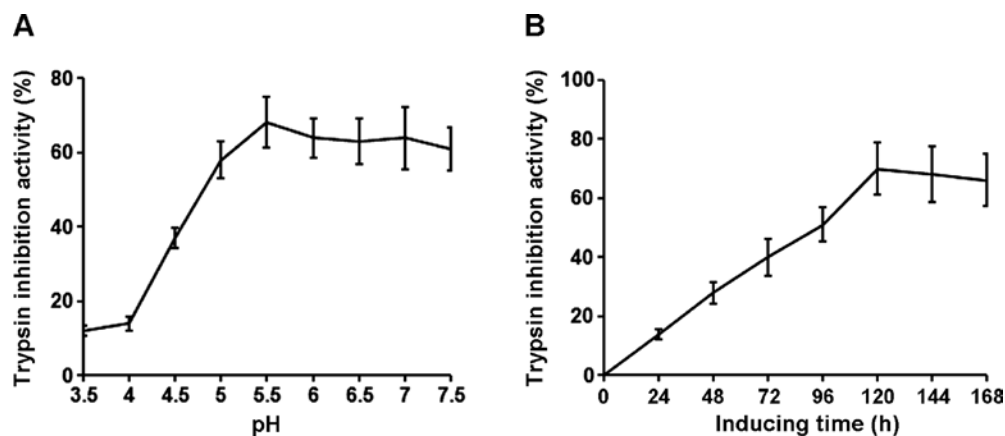 A
Trypsin inhibition activity (%)
80
60
40
20
0
3.5 4 4.5 5 5.5 6 6.5 7 7.5
pH
B
Trypsin inhibition activity (%)
100
80
60
40
20
0
0 24 48 72 96 120 144 168
Inducing time (h)